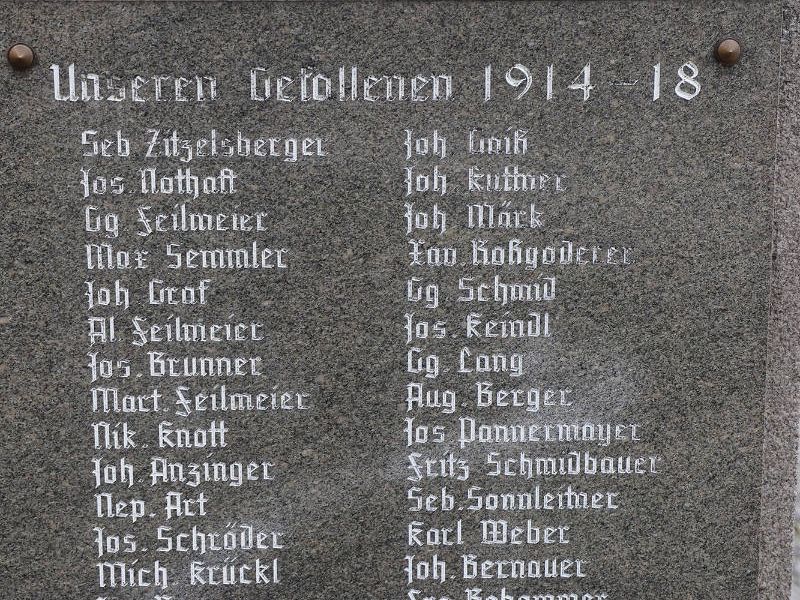 Unseren Gefallenen 1914-18
Seb Zitzelsberger
Jos. Nothaft
Gg Feilmeier
Max Semmler
Joh Graf
Al. Feilmeier
Jos. Brunner
Mart. Feilmeier
Nik. Knott
Joh. Anzinger
Nep. Art
Jos. Schröder
Mich Krückl
Joh
Joh Kuttner
Joh Märk
Xav. Roßgoderer
Gg Schmid
Jos. Keindl
Gg Lang
Aug. Berger
Jos Pannermayer
Fritz Schmidbauer
Seb. Sonnleitner
Karl Weber
Joh. Bernauer